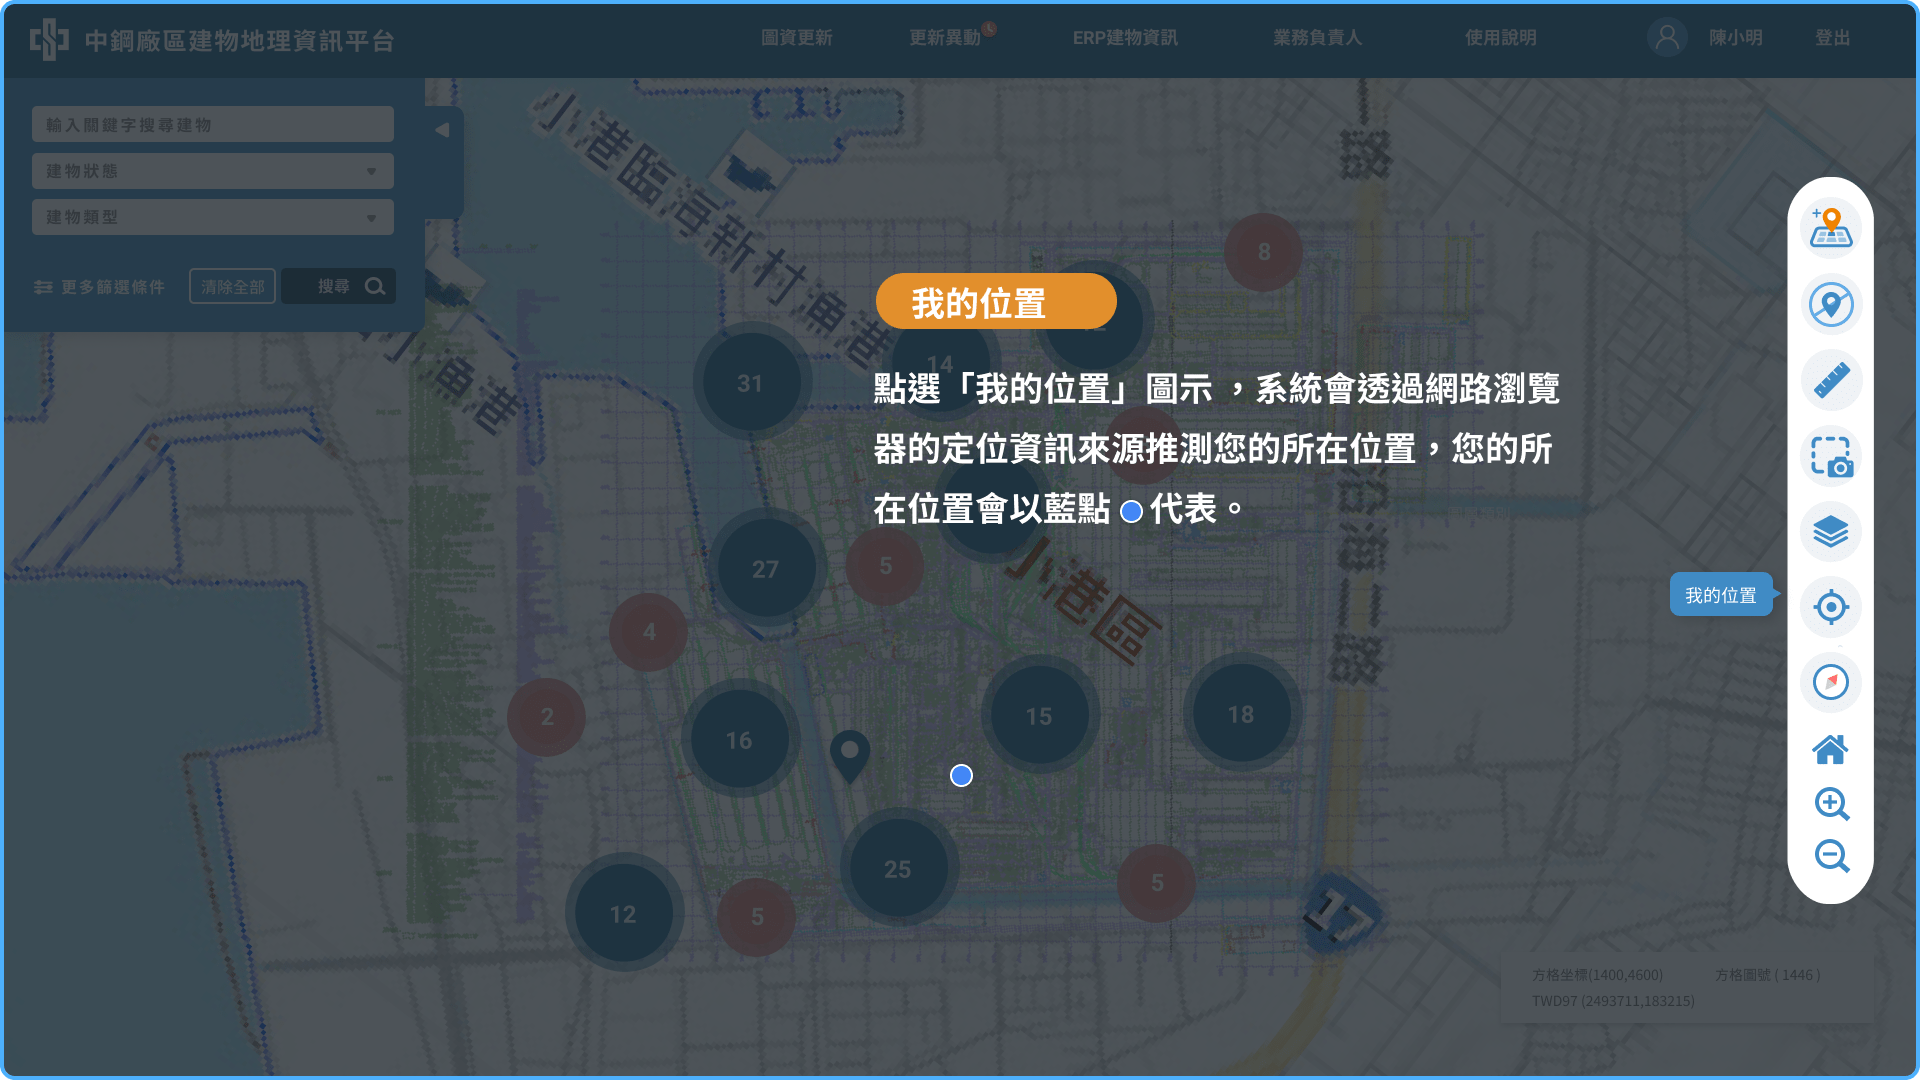 中鋼廠區建物地理資訊平台
圖資更新
更新異動
ERP建物資訊
業務負責人
使用說明
陳小明
登出
輸入關鍵字搜尋建物
建物狀態
建物類型
更多篩選條件
清除全部
搜尋
小港臨海新村漁港
小港區
我的位置
點選「我的位置」圖示 ，系統會透過網路瀏覽
器的定位資訊來源推測您的所在位置，您的所
在位置會以藍點 代表。
我的位置
8
31
14
27
5
4
2
16
15
18
25
12
5
5
17
方格坐標(1400,4600)
方格圖號 ( 1446 )
TWD97 (2493711,183215)